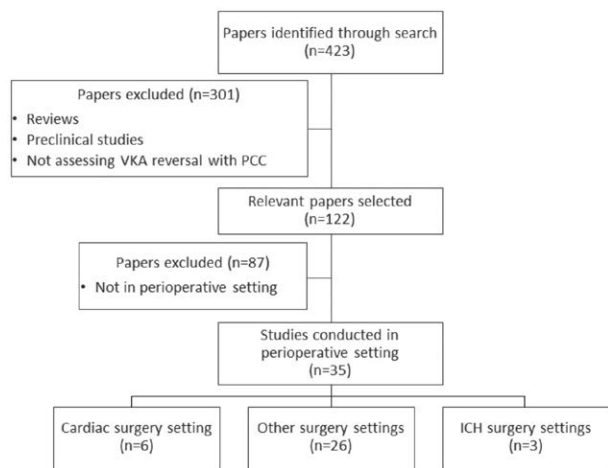 Papers identified through search
(n=423)
Papers excluded (n=301)
• Reviews
• Preclinical studies
• Not assessing VKA reversal with PCC
Relevant papers selected
(n=122)
Papers excluded (n=87)
• Not in perioperative setting
Studies conducted in
perioperative setting
(n=35)
Cardiac surgery setting
(n=6)
Other surgery settings
(n=26)
ICH surgery settings
(n=3)